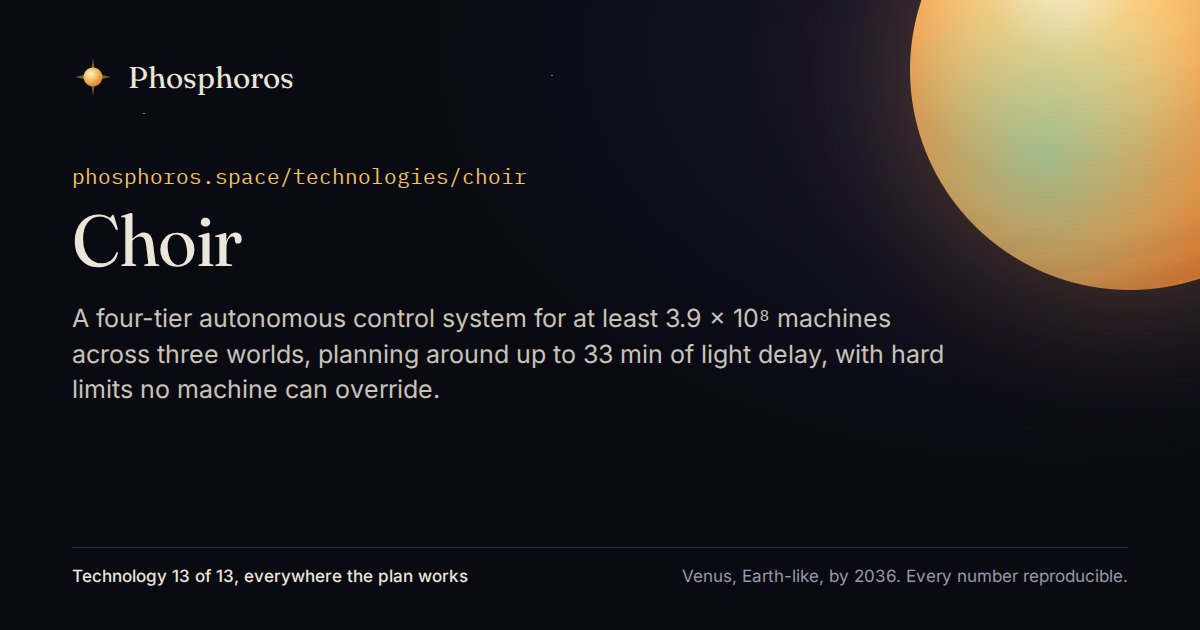 Phosphoros
phosphoros.space/technologies/choir
Choir
A four-tier autonomous control system for at least 3.9 × 10⁸ machines
across three worlds, planning around up to 33 min of light delay, with hard
limits no machine can override.
Technology 13 of 13, everywhere the plan works
Venus, Earth-like, by 2036. Every number reproducible.